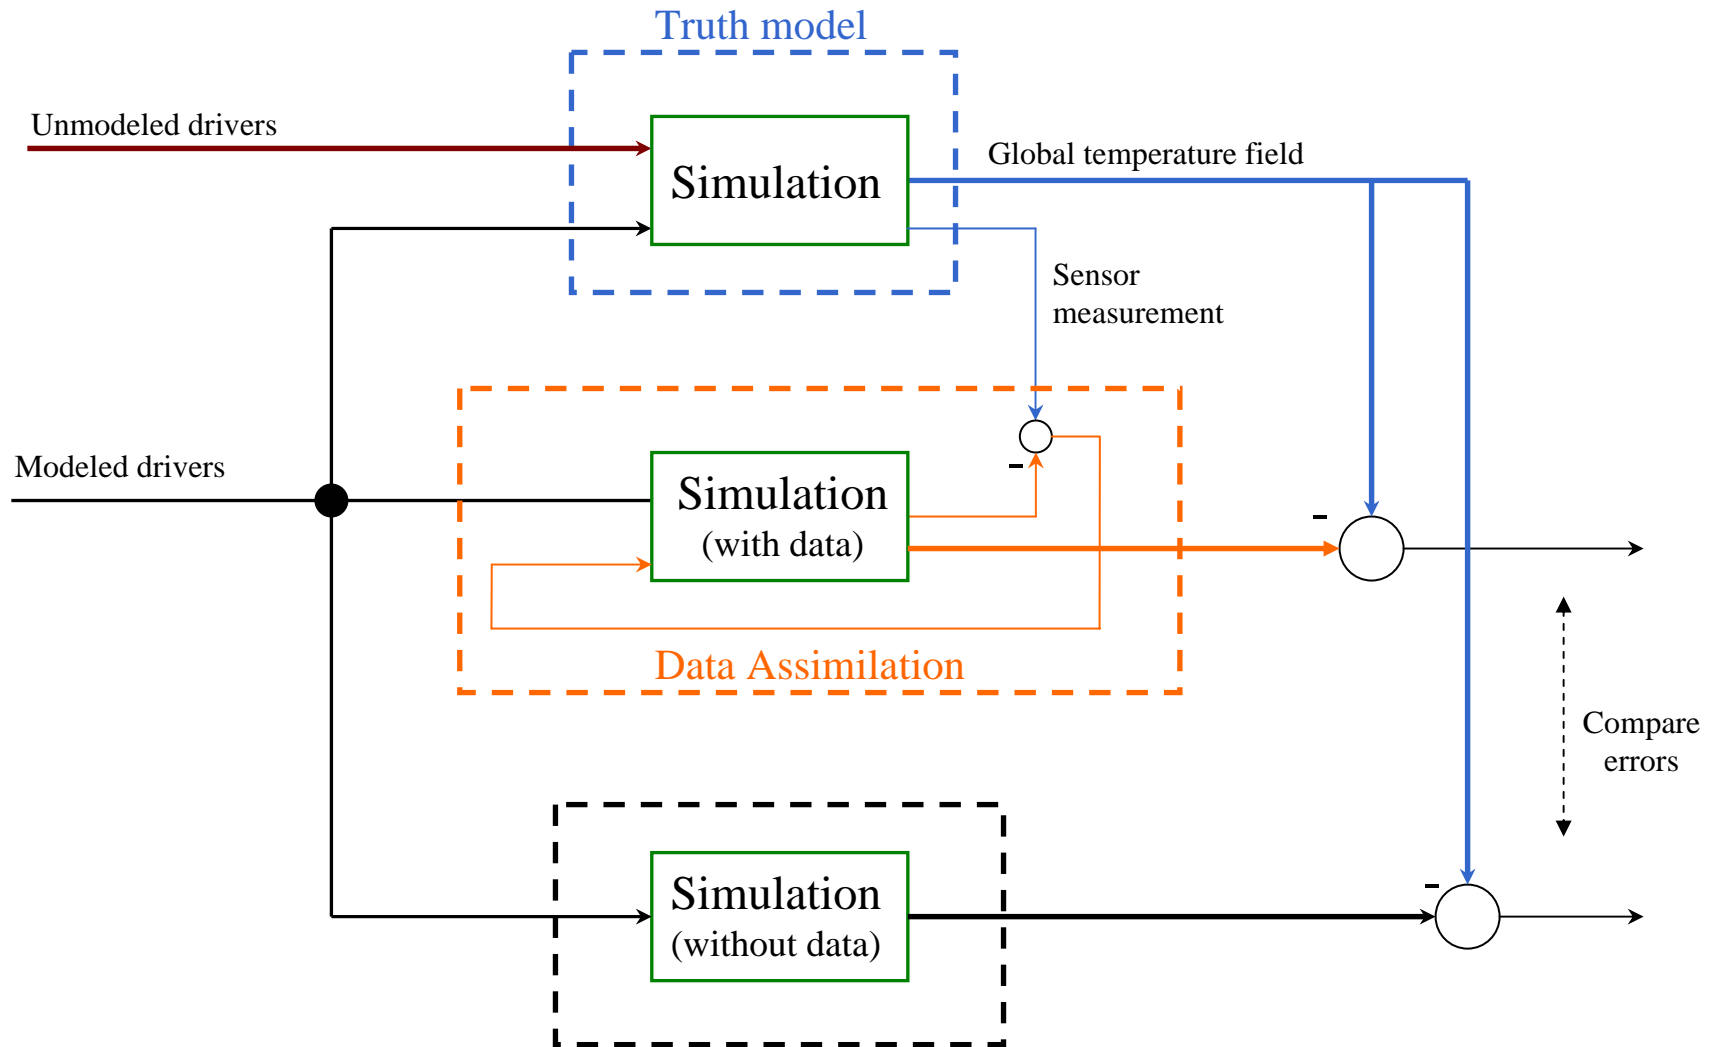 Truth model
Unmodeled drivers
Simulation
Global temperature field
Sensor
measurement
Modeled drivers
Simulation
(with data)
-
-
Data Assimilation
Compare
errors
Simulation
(without data)
-